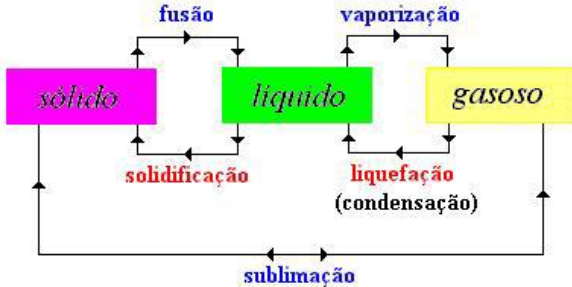 fusão
vaporização
sólido
líquido
gasoso
solidificação
liquefação
(condensação)
sublimação